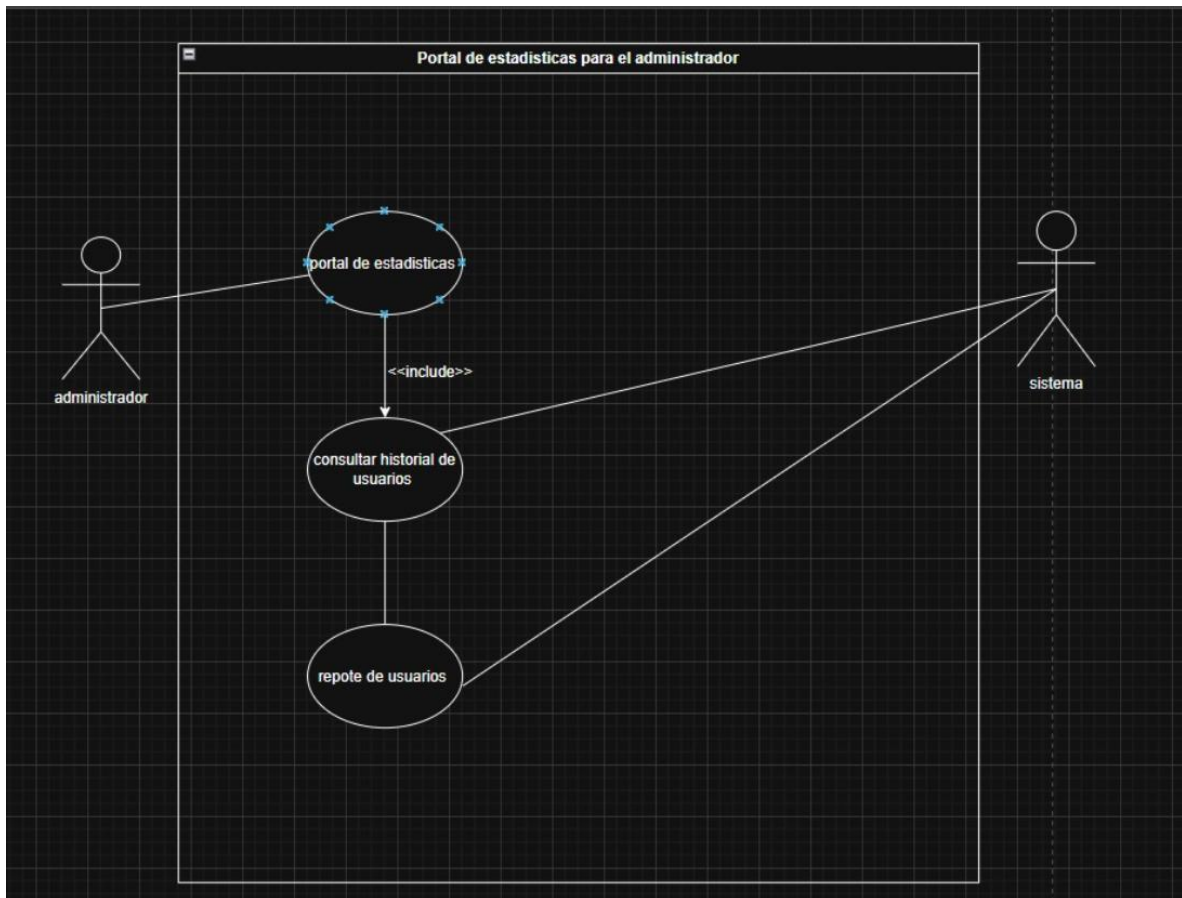 Portal de estadisticas para el administrador
portal de estadisticas
<<include>>
administrador
sistema
consultar historial de
usuarios
repote de usuarios